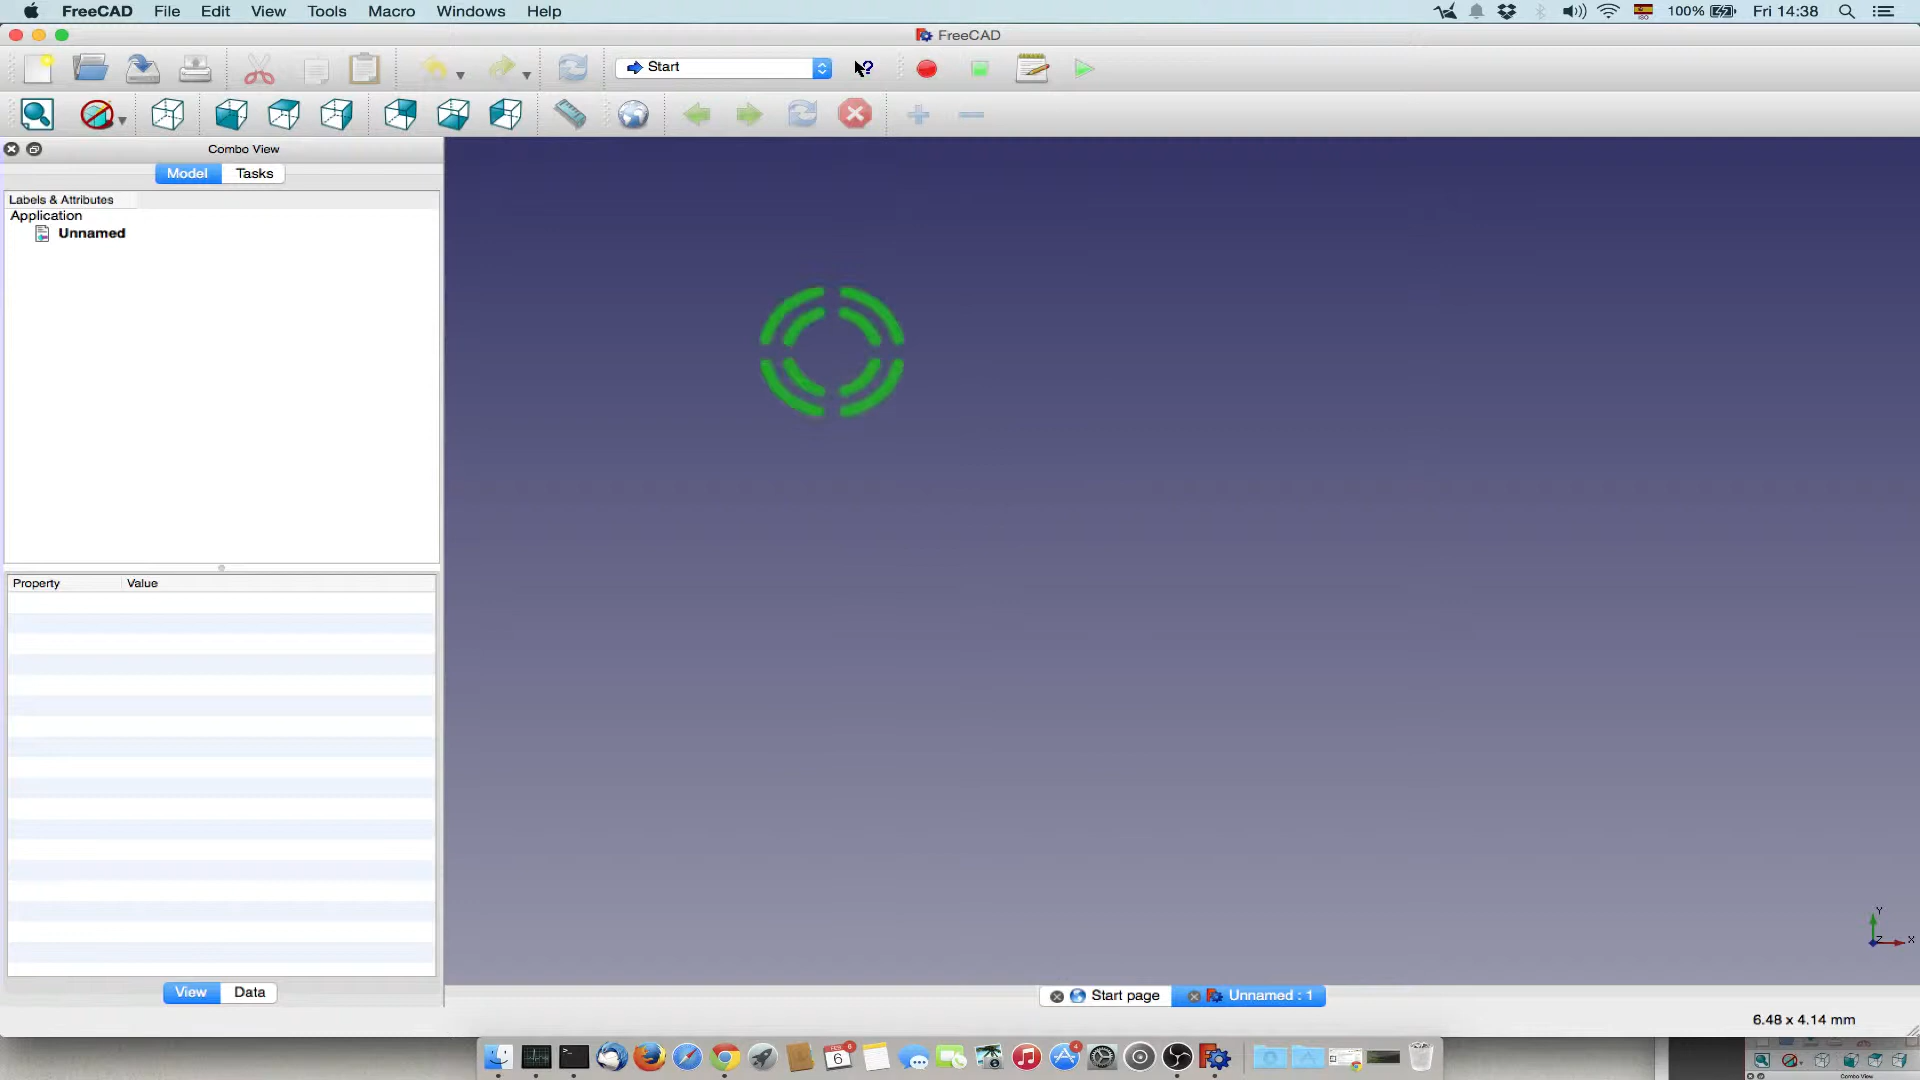 FreeCAD File Edit View Tools Macro Windows Help 100% Fri 14:38
FreeCAD
Start
Combo View
Model Tasks
Labels & Attributes
Application
Unnamed
Property Value
View Data
Start page Unnamed : 1
Y
Z X
6.48 x 4.14 mm